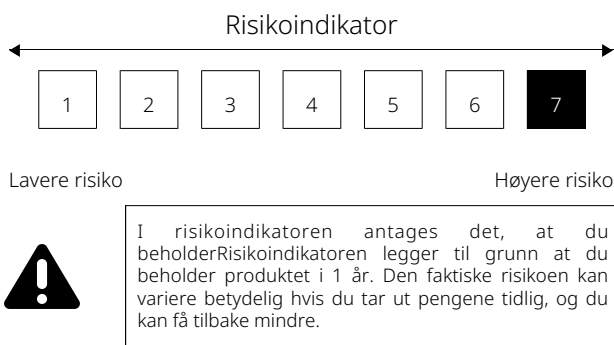 Risikoindikator
1 2 3 4 5 6 7
Lavere risiko Høyere risiko
I risikoindikatoren antages det, at du
beholderRisikoindikatoren legger til grunn at du
beholder produktet i 1 år. Den faktiske risikoen kan
variere betydelig hvis du tar ut pengene tidlig, og du
kan få tilbake mindre.